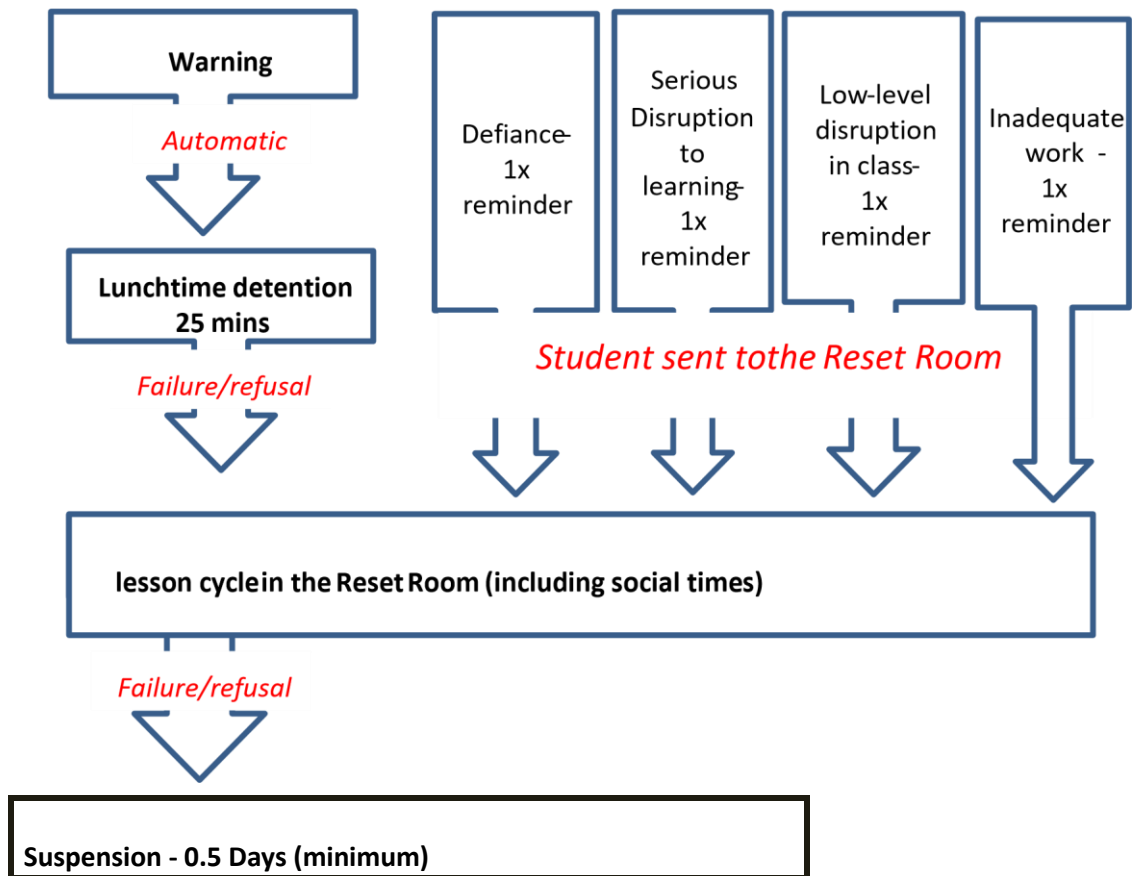 Warning
Automatic
Lunchtime detention
25 mins
Failure/refusal
Defiance-
1x
reminder
Serious
Disruption
to
learning-
1x
reminder
Low-level
disruption
in class-
1x
reminder
Inadequate
work -
1x
reminder
Student sent tothe Reset Room
lesson cyclein the Reset Room (including social times)
Failure/refusal
Suspension - 0.5 Days (minimum)